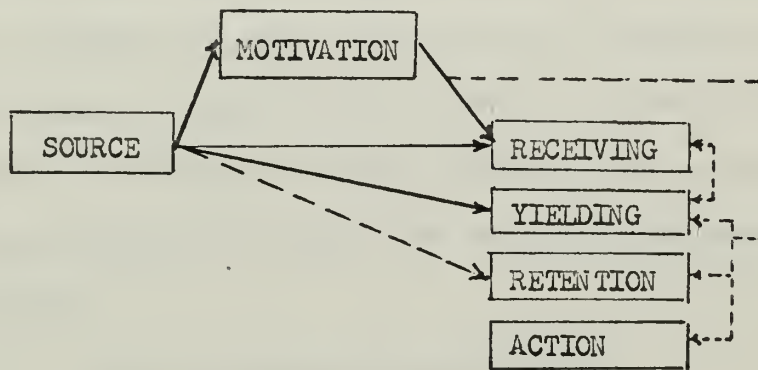 MOTIVATION
SOURCE
RECEIVING
YIELDING
RETENTION
ACTION